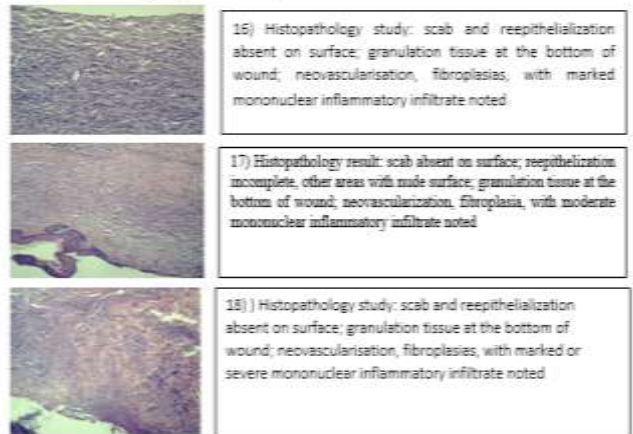 16) Histopathology study: scab and reepithelialization
absent on surface; granulation tissue at the bottom of
wound; neovascularisation, fibroplasias, with marked
mononuclear inflammatory infiltrate noted
17) Histopathology result: scab absent on surface; reepithelization
incomplete, other areas with nude surface; granulation tissue at the
bottom of wound; neovascularization, fibroplasia, with moderate
mononuclear inflammatory infiltrate noted
18) ) Histopathology study: scab and reepithelialization
absent on surface; granulation tissue at the bottom of
wound; neovascularisation, fibroplasias, with marked or
severe mononuclear inflammatory infiltrate noted